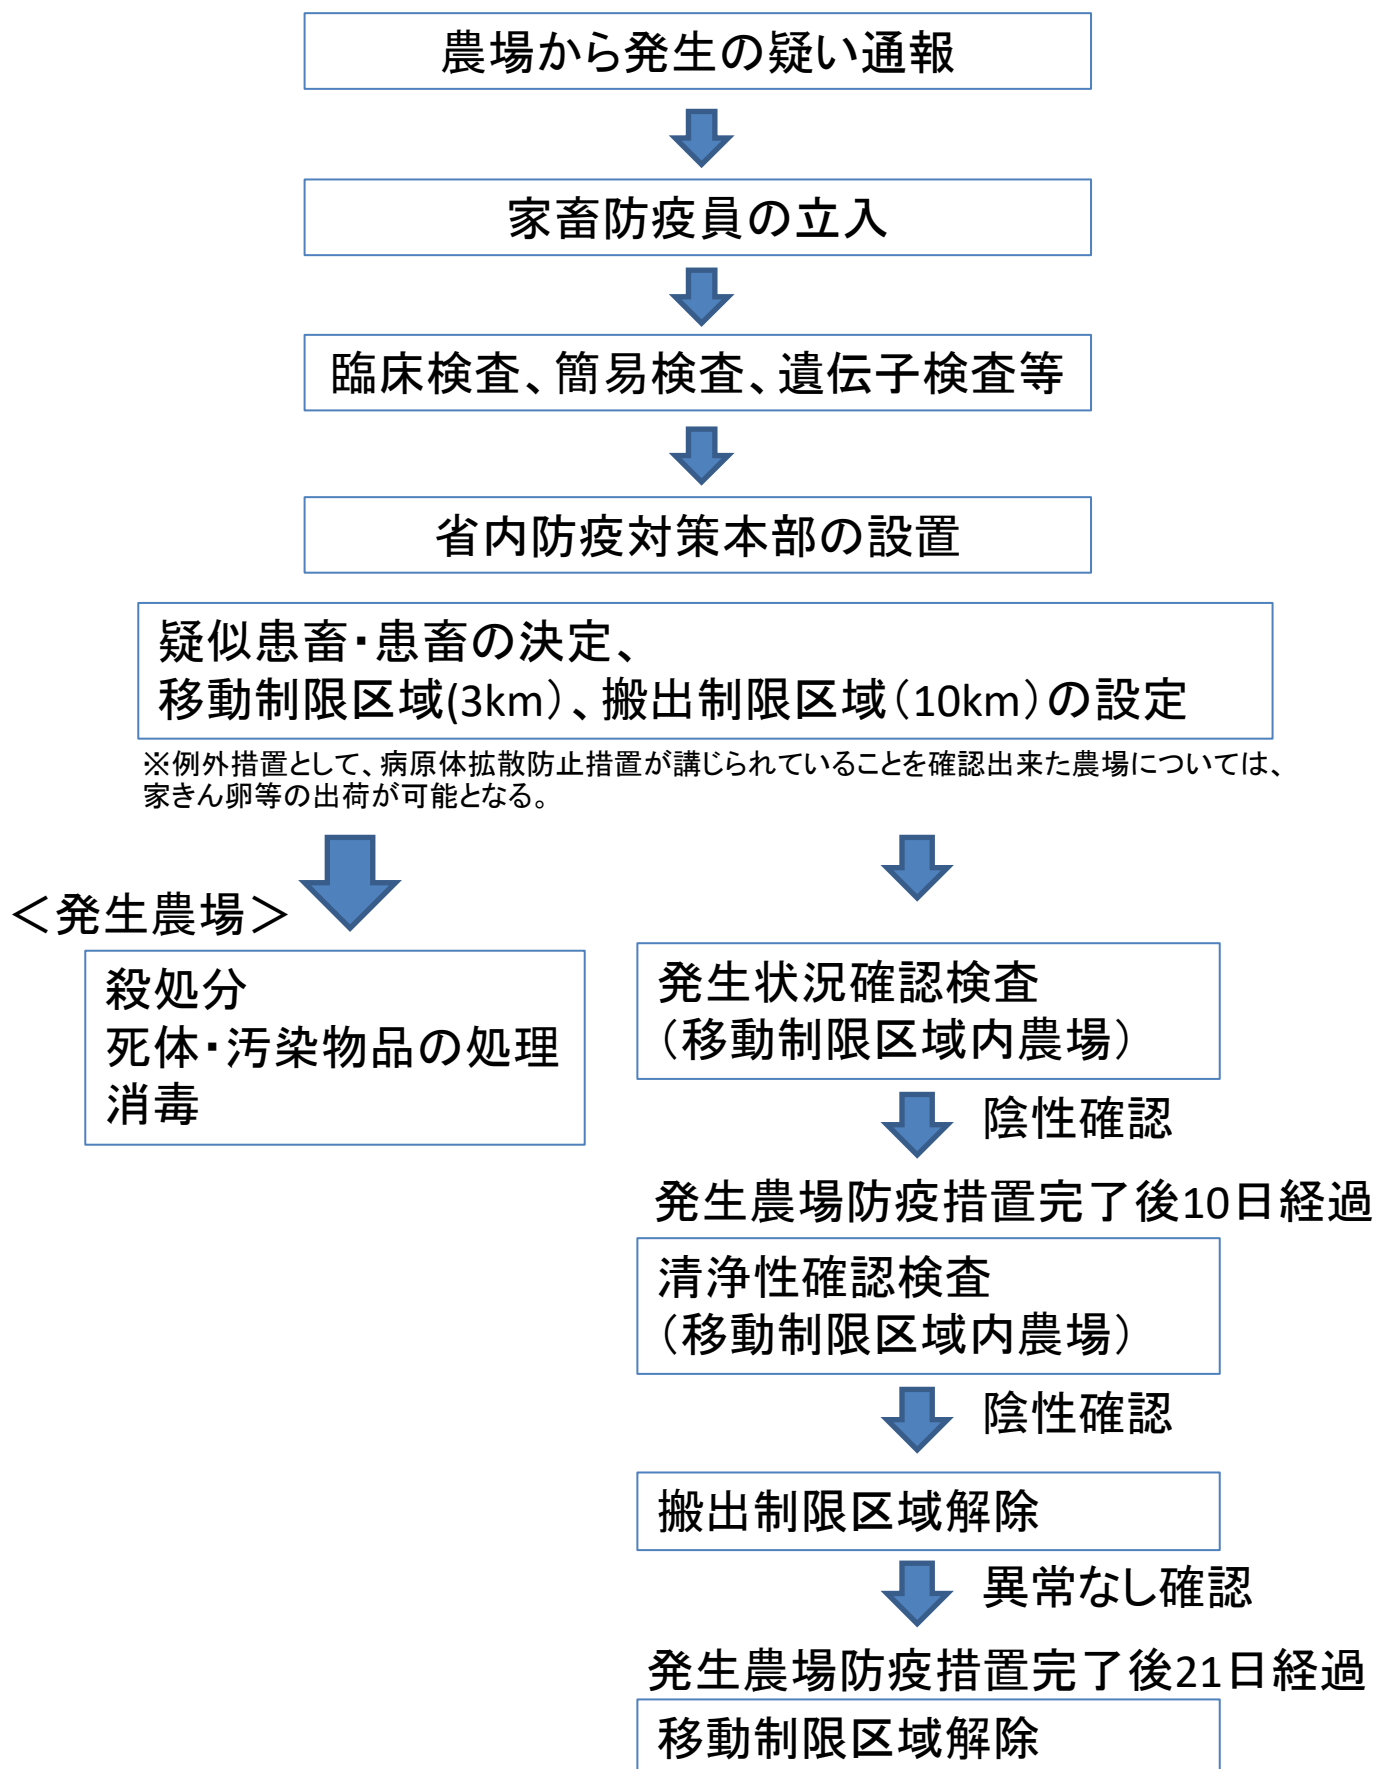 農場から発生の疑い通報
家畜防疫員の立入
臨床検査、簡易検査、遺伝子検査等
省内防疫対策本部の設置
疑似患畜・患畜の決定、
移動制限区域(3km）、搬出制限区域（10km）の設定
※例外措置として、病原体拡散防止措置が講じられていることを確認出来た農場については、
家きん卵等の出荷が可能となる。
＜発生農場＞
殺処分
死体・汚染物品の処理
消毒
発生状況確認検査
（移動制限区域内農場）
陰性確認
発生農場防疫措置完了後10日経過
清浄性確認検査
（移動制限区域内農場）
陰性確認
搬出制限区域解除
異常なし確認
発生農場防疫措置完了後21日経過
移動制限区域解除